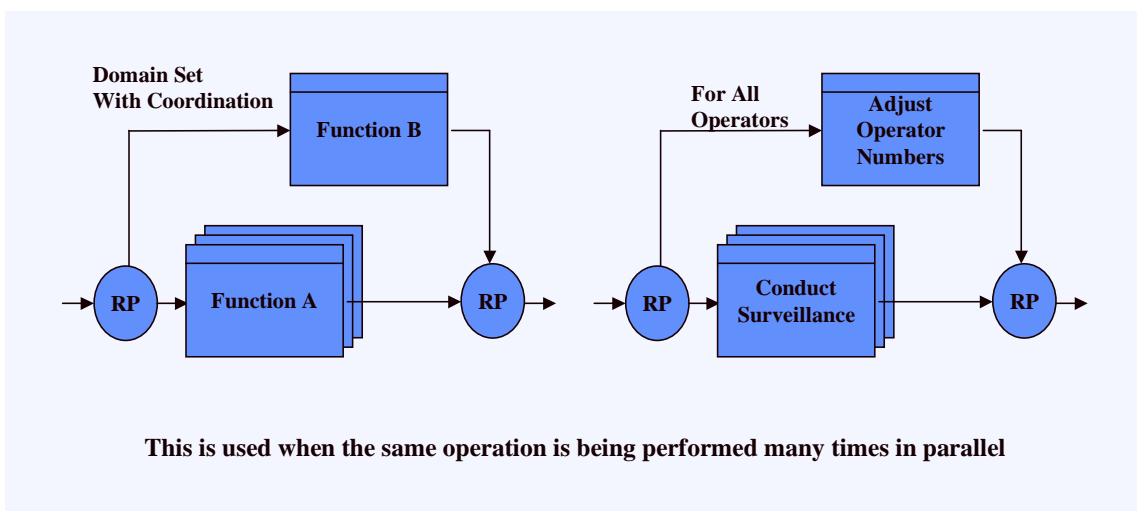 Domain Set
With Coordination
Function B
RP
Function A
RP
For All
Operators
Adjust
Operator
Numbers
RP
Conduct
Surveillance
RP
This is used when the same operation is being performed many times in parallel